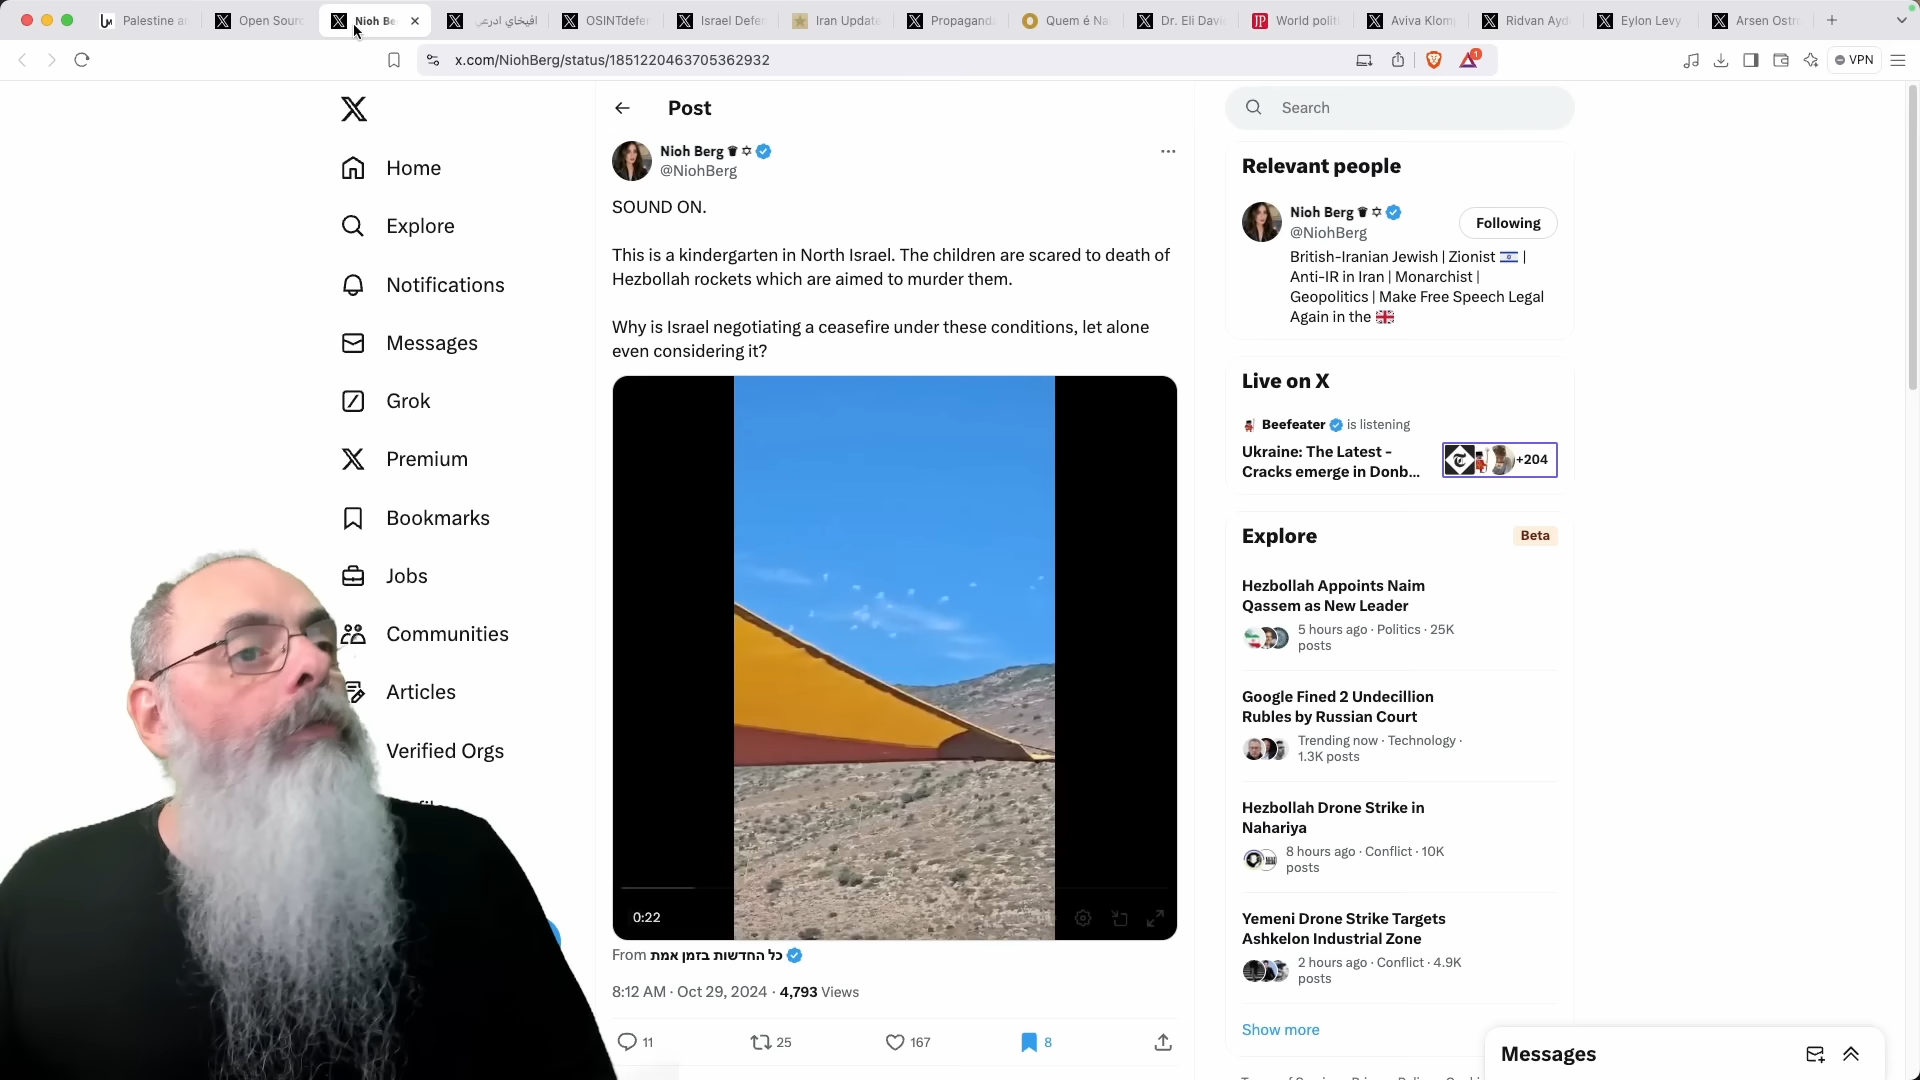 Palestine a
Open Sourc
Nioh Be
افيخاي ادرعي
OSINTdefen
Israel Defen
Iran Update
Propaganda
Quem é Na
Dr. Eli Davi
World politi
Aviva Klom
Ridvan Ayd
Eylon Levy
Arsen Ostro
x.com/NiohBerg/status/1851220463705362932
1
VPN
Home
Explore
Notifications
Messages
Grok
Premium
Bookmarks
Jobs
Communities
Articles
Verified Orgs
Post
Nioh Berg
@NiohBerg
SOUND ON.
This is a kindergarten in North Israel. The children are scared to death of
Hezbollah rockets which are aimed to murder them.
Why is Israel negotiating a ceasefire under these conditions, let alone
even considering it?
0:22
From כל החדשות בזמן אמת
8:12 AM · Oct 29, 2024 · 4,793 Views
11
25
167
8
Search
Relevant people
Nioh Berg
@NiohBerg
Following
British-Iranian Jewish | Zionist 🇮🇱 |
Anti-IR in Iran | Monarchist |
Geopolitics | Make Free Speech Legal
Again in the 🇬🇧
Live on X
Beefeater is listening
Ukraine: The Latest -
Cracks emerge in Donb...
+204
Explore
Beta
Hezbollah Appoints Naim
Qassem as New Leader
5 hours ago · Politics · 25K
posts
Google Fined 2 Undecillion
Rubles by Russian Court
Trending now · Technology ·
1.3K posts
Hezbollah Drone Strike in
Nahariya
8 hours ago · Conflict · 10K
posts
Yemeni Drone Strike Targets
Ashkelon Industrial Zone
2 hours ago · Conflict · 4.9K
posts
Show more
Messages